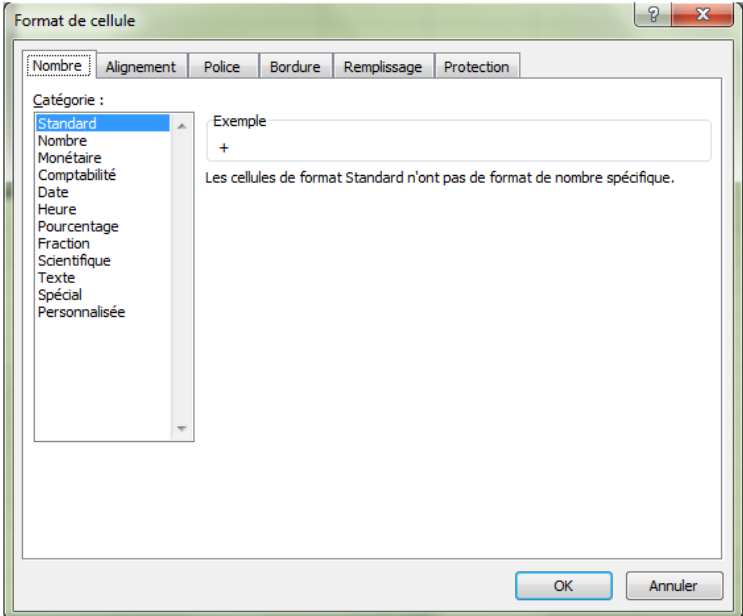 Format de cellule
?
Nombre Alignement Police Bordure Remplissage Protection
Catégorie :
Standard
Nombre
Monétaire
Comptabilité
Date
Heure
Pourcentage
Fraction
Scientifique
Texte
Spécial
Personnalisée
Exemple
+
Les cellules de format Standard n'ont pas de format de nombre spécifique.
OK Annuler